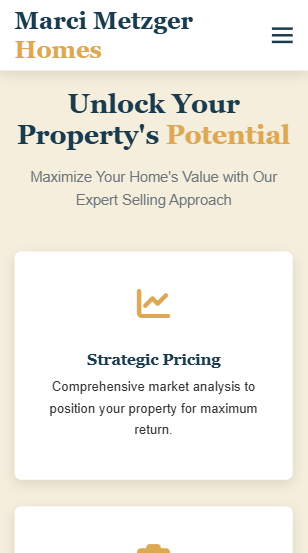 Marci Metzger
Homes
Unlock Your
Property's Potential
Maximize Your Home's Value with Our
Expert Selling Approach
Strategic Pricing
Comprehensive market analysis to
position your property for maximum
return.